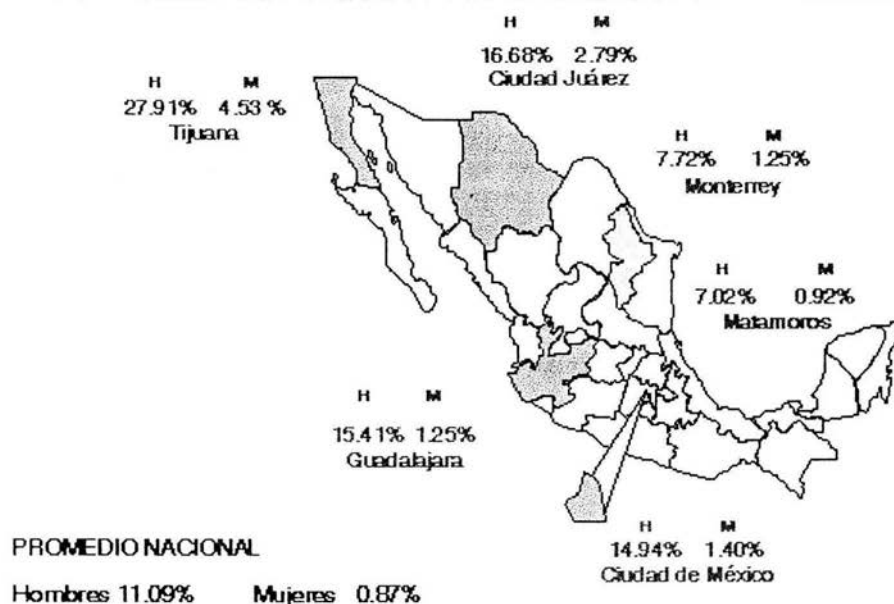 H M
16.68% 2.79%
Ciudad Juárez
H M
27.91% 4.53 %
Tijuana
H M
7.72% 1.25%
Monterrey
H M
7.02% 0.92%
Matamoros
H M
15.41% 1.25%
Guadalajara
H M
14.94% 1.40%
Ciudad de México
PROMEDIO NACIONAL
Hombres 11.09% Mujeres 0.87%